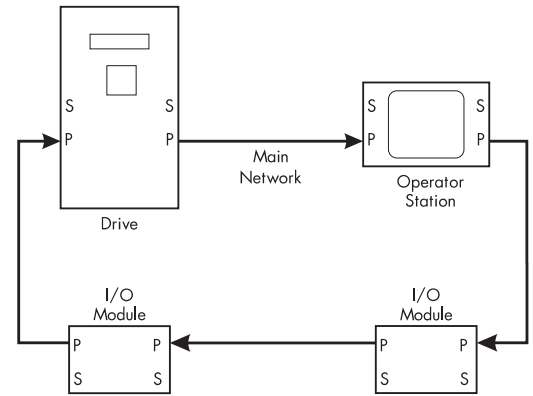 S S S S
P P P P
Main
Network
Drive
Operator
Station
I/O
Module
I/O
Module
P P P P
S S S S